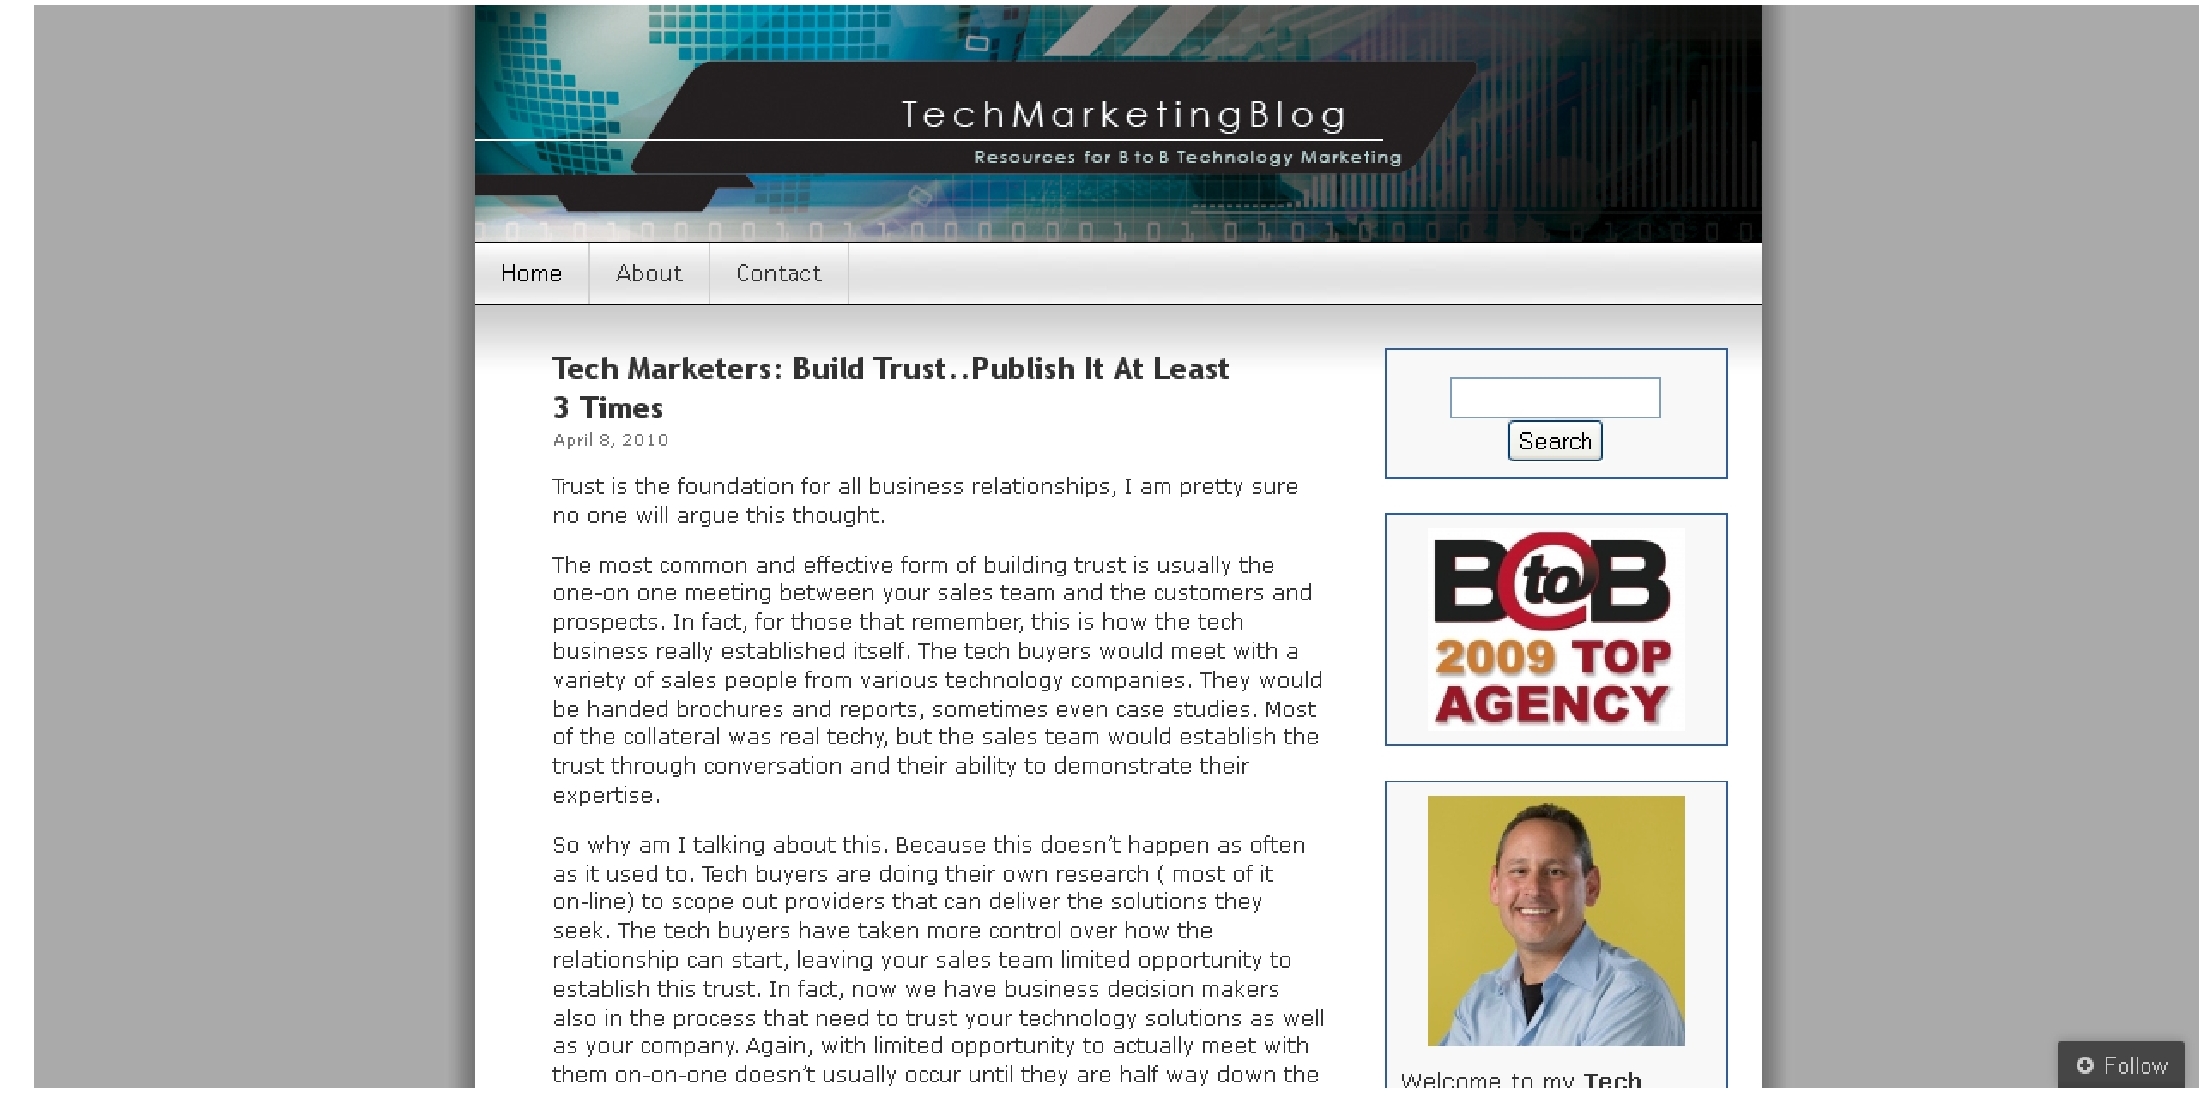 TechMarketingBlog
Resources for B to B Technology Marketing
Home About Contact
Tech Marketers: Build Trust..Publish It At Least
3 Times
April 8, 2010
Trust is the foundation for all business relationships, I am pretty sure
no one will argue this thought.
The most common and effective form of building trust is usually the
one-on one meeting between your sales team and the customers and
prospects. In fact, for those that remember, this is how the tech
business really established itself. The tech buyers would meet with a
variety of sales people from various technology companies. They would
be handed brochures and reports, sometimes even case studies. Most
of the collateral was real techy, but the sales team would establish the
trust through conversation and their ability to demonstrate their
expertise.
So why am I talking about this. Because this doesn't happen as often
as it used to. Tech buyers are doing their own research ( most of it
on-line) to scope out providers that can deliver the solutions they
seek. The tech buyers have taken more control over how the
relationship can start, leaving your sales team limited opportunity to
establish this trust. In fact, now we have business decision makers
also in the process that need to trust your technology solutions as well
as your company. Again, with limited opportunity to actually meet with
them on-on-one doesn't usually occur until they are half way down the
Search
BtoB
2009 TOP
AGENCY
Welcome to my Tech
Follow